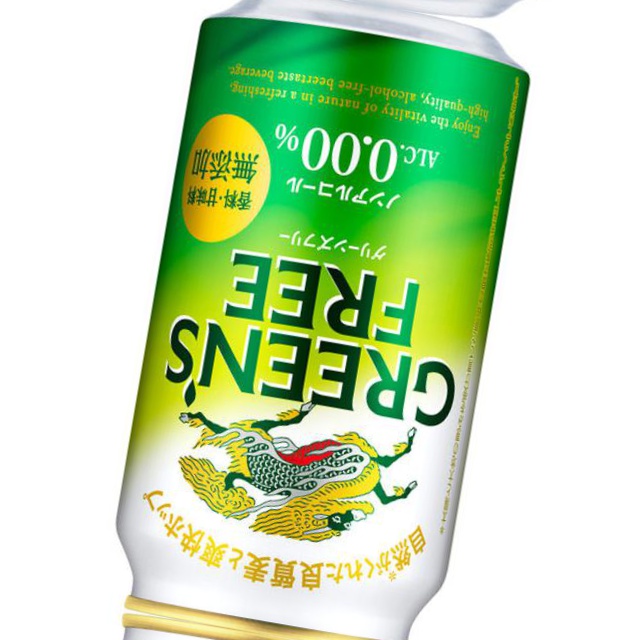 自然がくれた良質麦と爽快ホップ※
GREEN'S
FREE
グリーンズフリー
ノンアルコール
ALC.0.00%
香料・甘味料
無添加
Enjoy the vitality of nature in a refreshing,
high-quality, alcohol-free beertaste beverage.